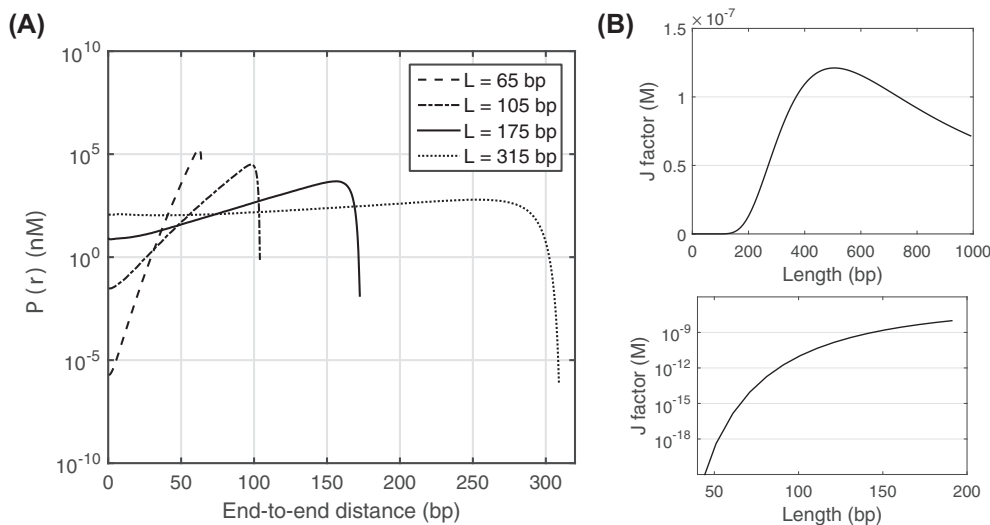 (A)
P(r) (nM)
10^10
10^5
10^0
10^-5
10^-10
0 50 100 150 200 250 300
End-to-end distance (bp)
L = 65 bp
L = 105 bp
L = 175 bp
L = 315 bp
(B)
×10^-7
J factor (M)
1.5
1
0.5
0
0 200 400 600 800 1000
Length (bp)
J factor (M)
10^-9
10^-12
10^-15
10^-18
50 100 150 200
Length (bp)